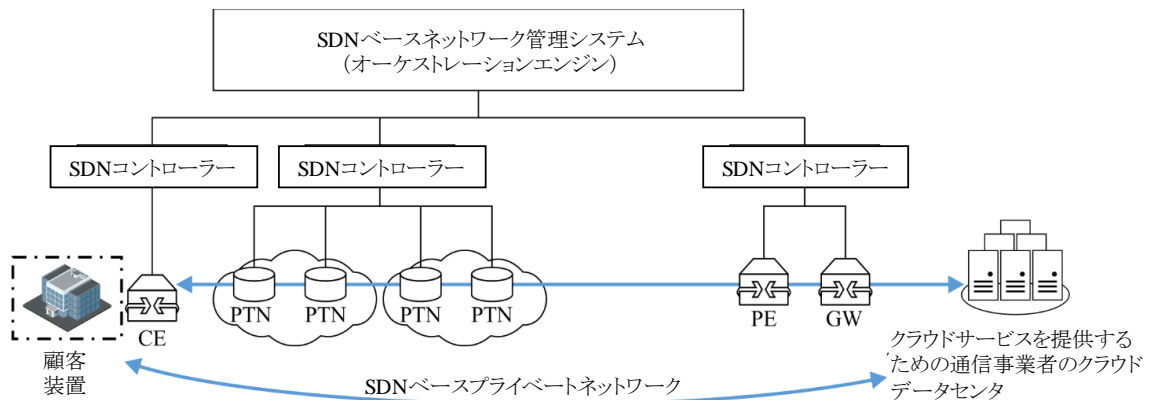 SDNベースネットワーク管理システム
(オーケストレーションエンジン)
SDNコントローラー
SDNコントローラー
SDNコントローラー
PTN
PTN
PTN
PTN
CE
PE
GW
顧客
装置
SDNベースプライベートネットワーク
クラウドサービスを提供する
ための通信事業者のクラウド
データセンタ